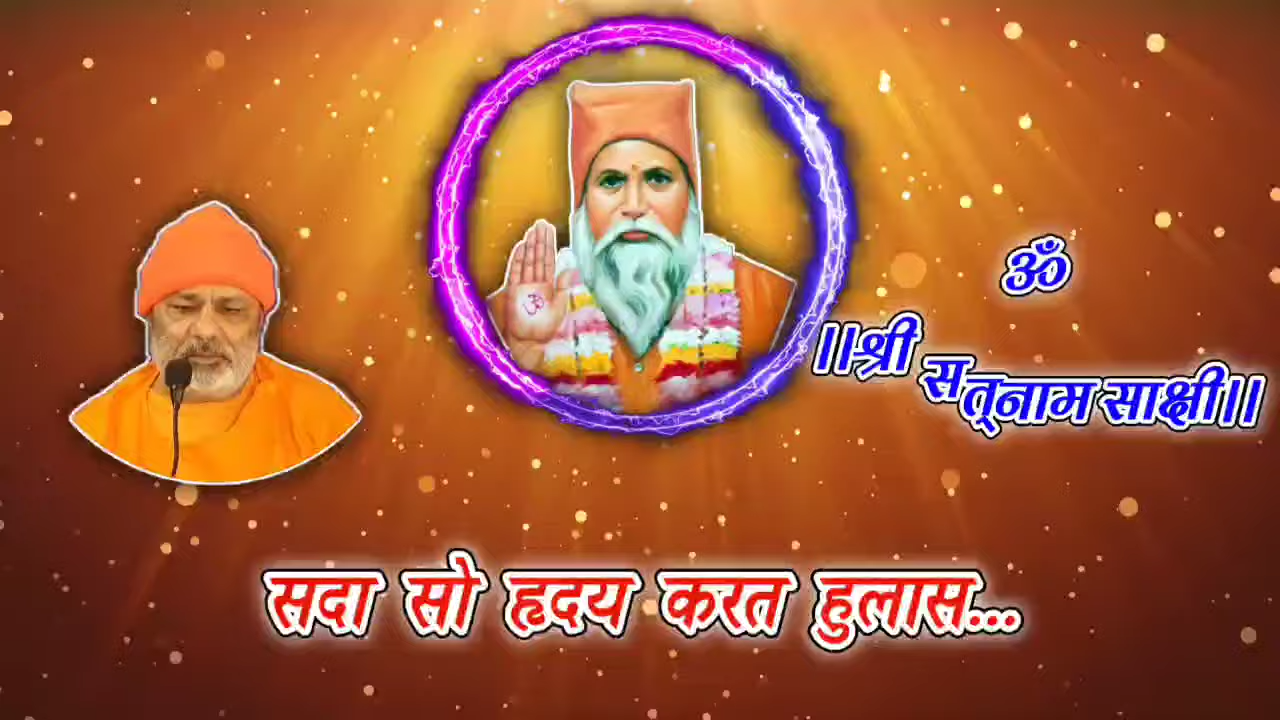 ॐ
।।श्री सत्नाम साक्षी।।
सदा सो हृदय करत हुलास...